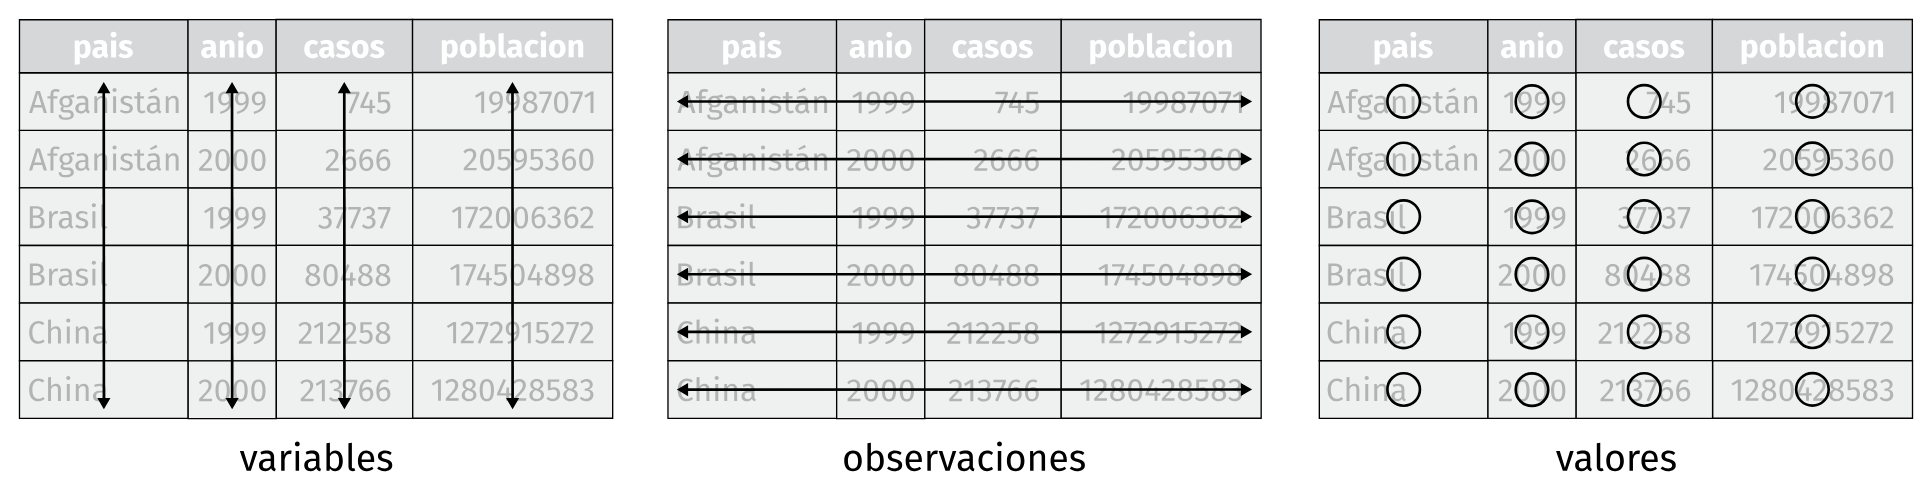 pais anio casos poblacion
Afganistán 1999 745 19987071
Afganistán 2000 2666 20595360
Brasil 1999 37737 172006362
Brasil 2000 80488 174504898
China 1999 212258 1272915272
China 2000 213766 1280428583
variables
pais anio casos poblacion
Afganistán 1999 745 19987071
Afganistán 2000 2666 20595360
Brasil 1999 37737 172006362
Brasil 2000 80488 174504898
China 1999 212258 1272915272
China 2000 213766 1280428583
observaciones
pais anio casos poblacion
Afganistán 1999 745 19987071
Afganistán 2000 2666 20595360
Brasil 1999 37737 172006362
Brasil 2000 80488 174504898
China 1999 212258 1272915272
China 2000 213766 1280428583
valores